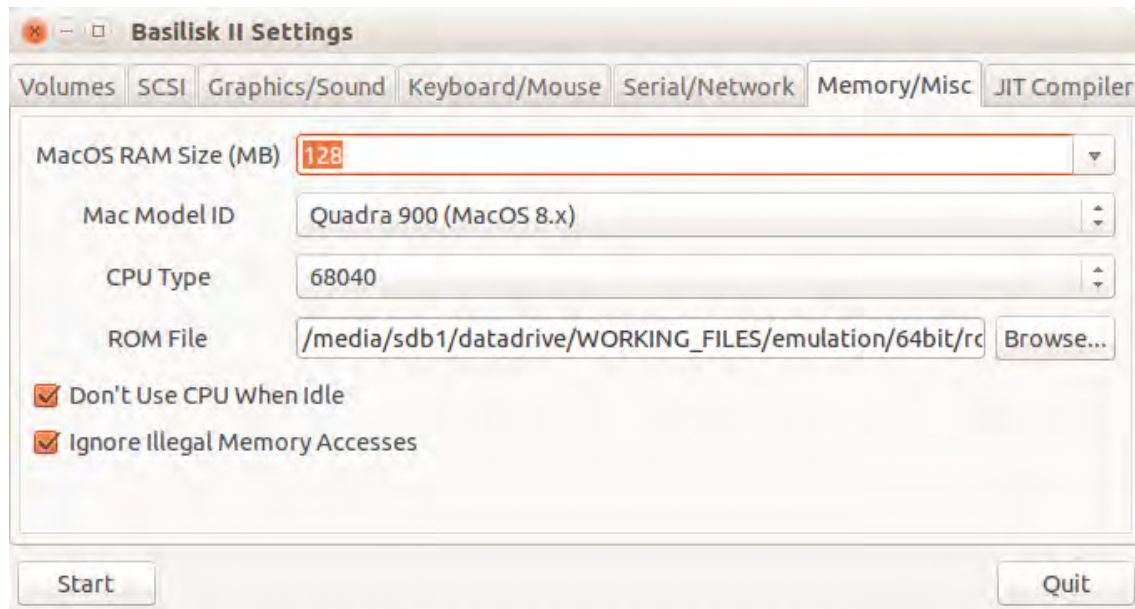 Basilisk II Settings
Volumes SCSI Graphics/Sound Keyboard/Mouse Serial/Network Memory/Misc JIT Compiler
MacOS RAM Size (MB) 128
Mac Model ID Quadra 900 (MacOS 8.x)
CPU Type 68040
ROM File /media/sdb1/datadrive/WORKING_FILES/emulation/64bit/ro Browse...
Don't Use CPU When Idle
Ignore Illegal Memory Accesses
Start Quit